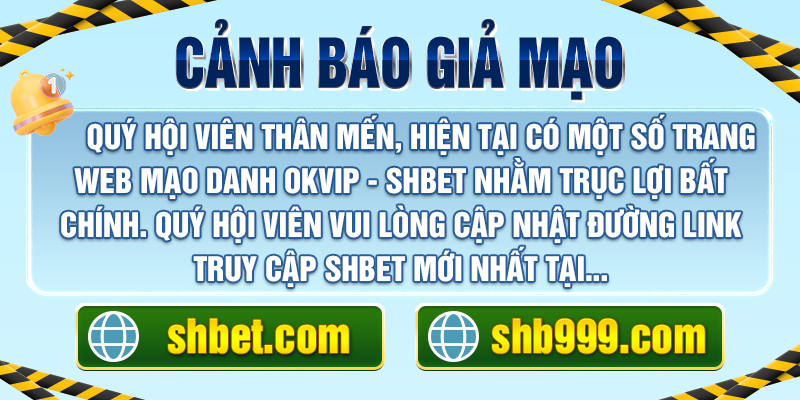 CẢNH BÁO GIẢ MẠO
1
QUÝ HỘI VIÊN THÂN MẾN, HIỆN TẠI CÓ MỘT SỐ TRANG
WEB MẠO DANH OKVIP - SHBET NHẰM TRỤC LỢI BẤT
CHÍNH. QUÝ HỘI VIÊN VUI LÒNG CẬP NHẬT ĐƯỜNG LINK
TRUY CẬP SHBET MỚI NHẤT TẠI...
shbet.com
shb999.com